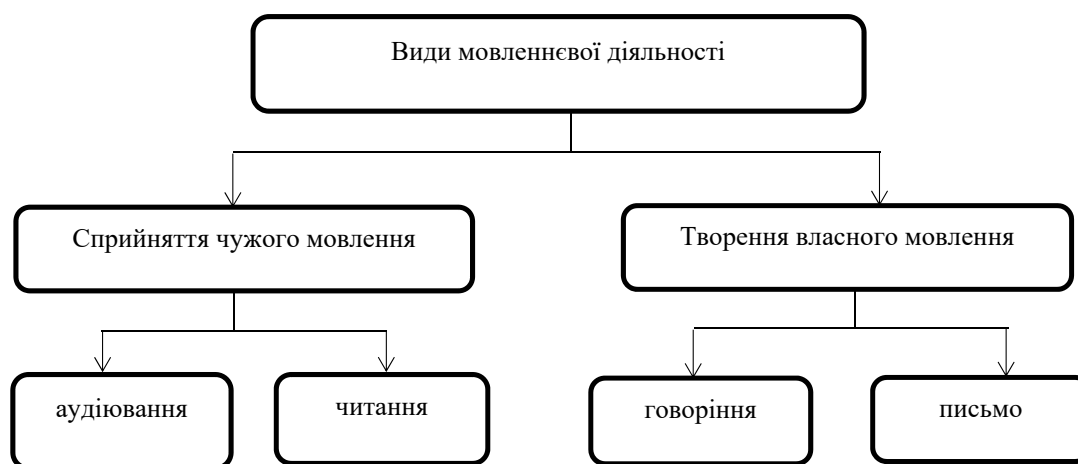 Види мовленнєвої діяльності
Сприйняття чужого мовлення
Творення власного мовлення
аудіювання
читання
говоріння
письмо